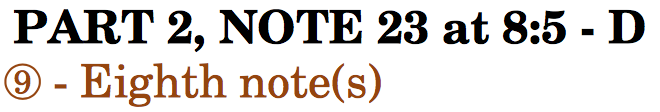 PART 2, NOTE 23 at 8:5 - D
⑨ - Eighth note(s)